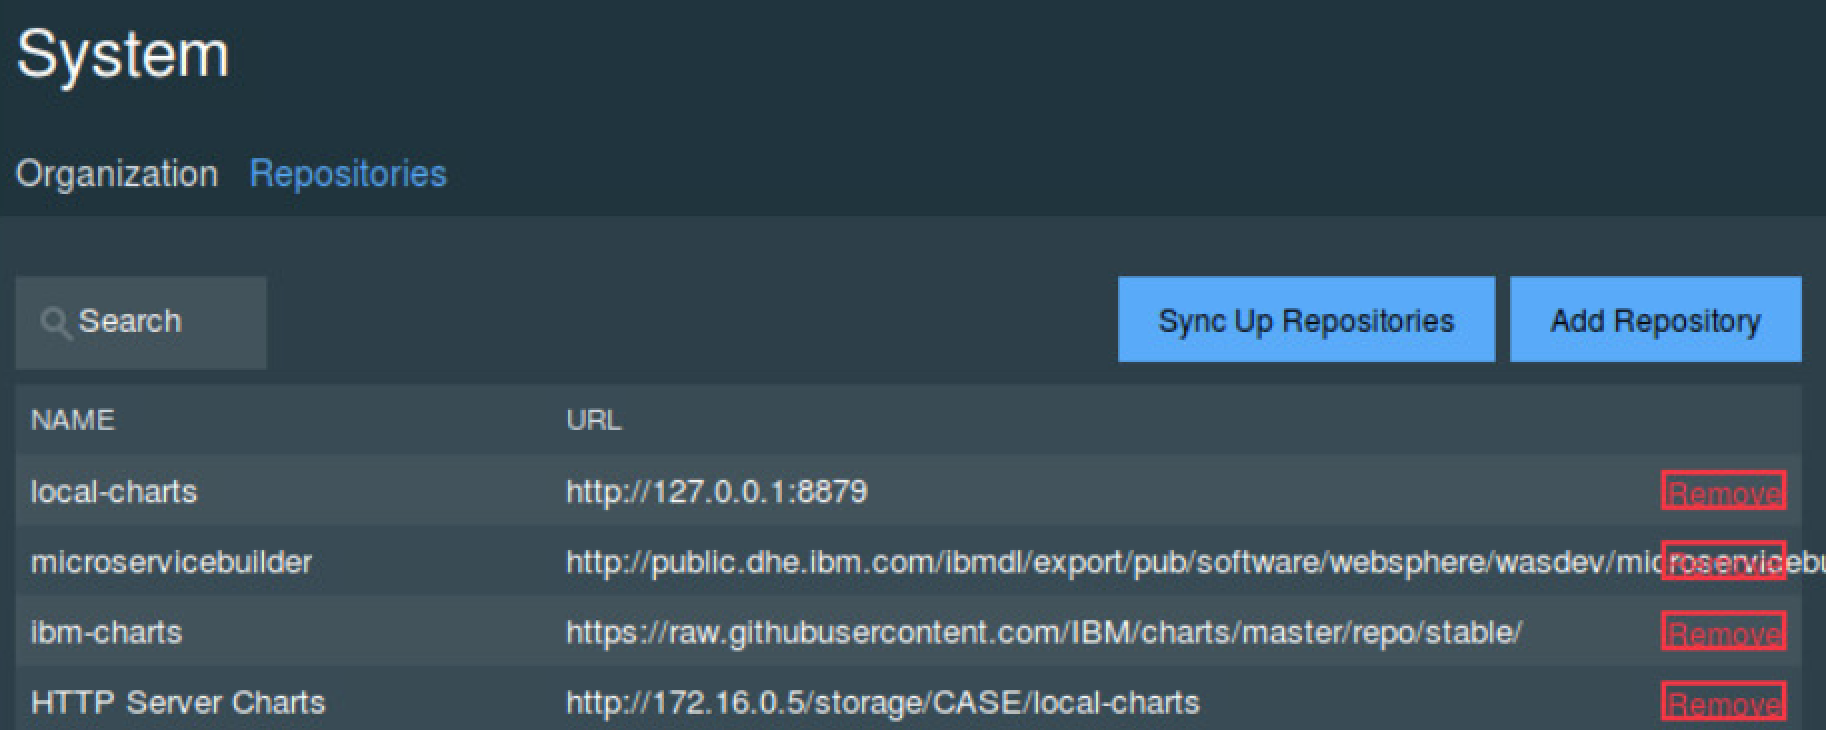 System
Organization Repositories
Search Sync Up Repositories Add Repository
NAME URL
local-charts http://127.0.0.1:8879 Remove
microservicebuilder http://public.dhe.ibm.com/ibmdl/export/pub/software/websphere/wasdev/microservicebu
ibm-charts https://raw.githubusercontent.com/IBM/charts/master/repo/stable/ Remove
HTTP Server Charts http://172.16.0.5/storage/CASE/local-charts Remove